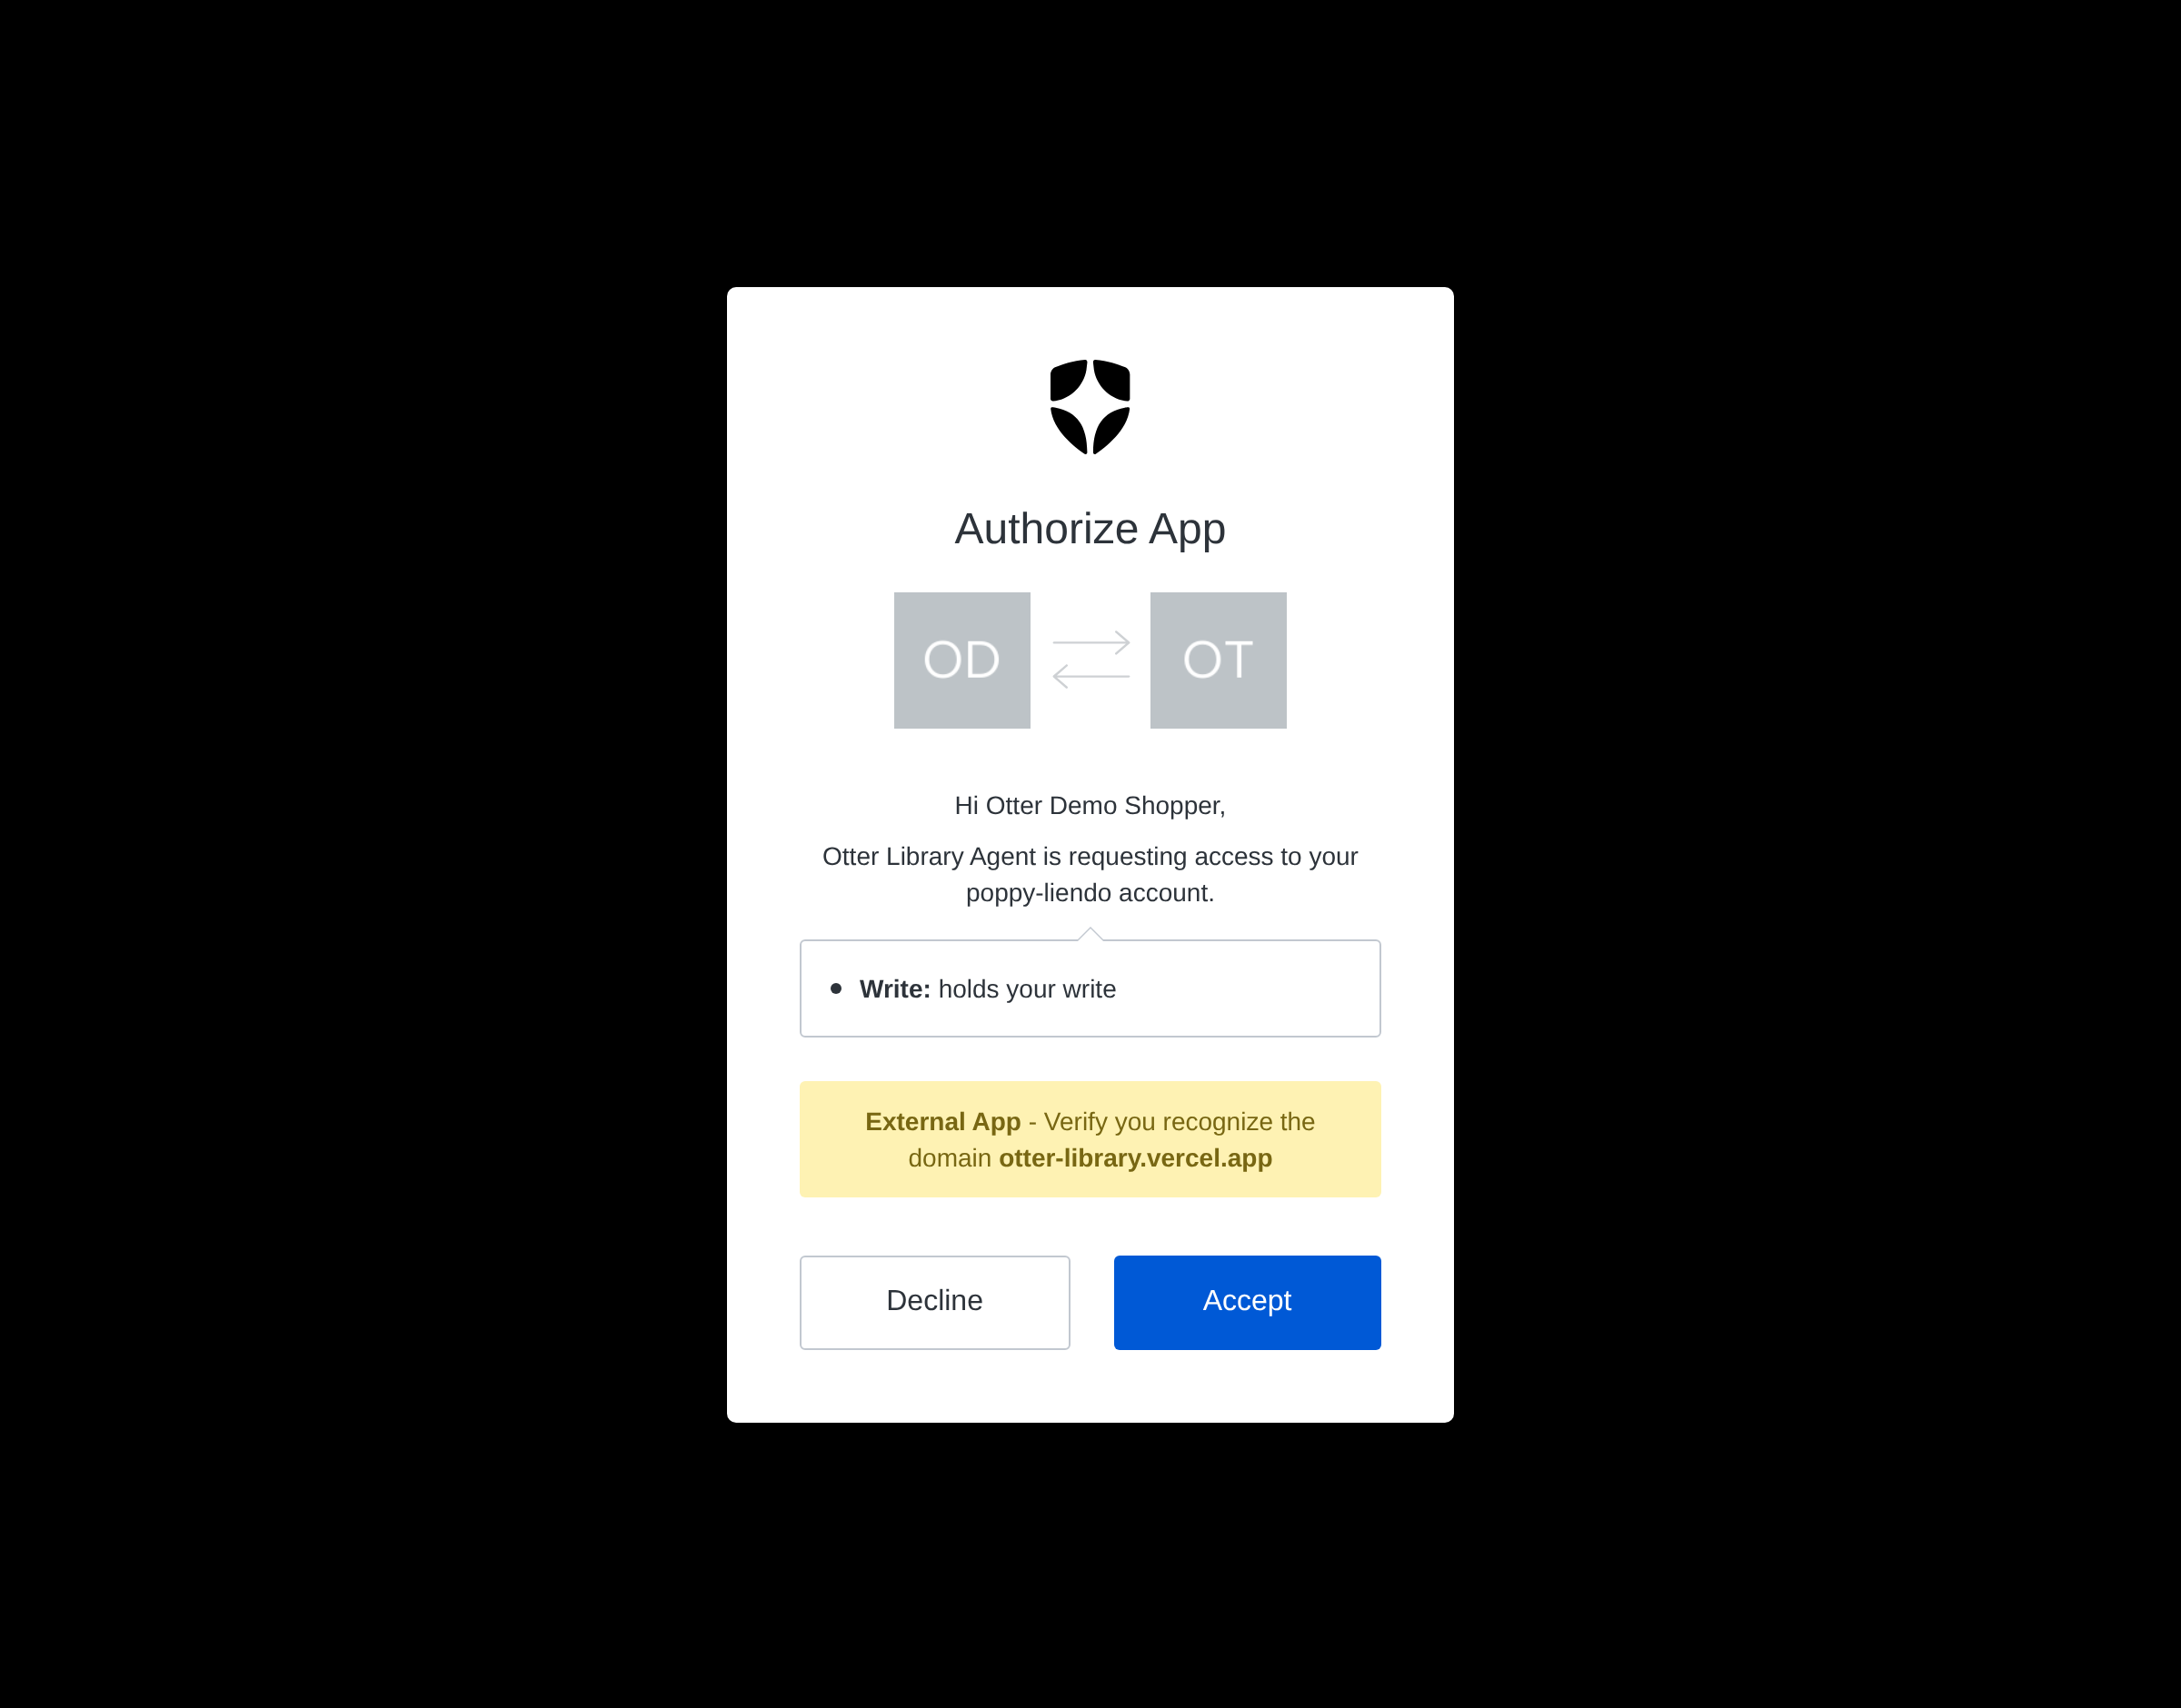 Authorize App
OD
OT
Hi Otter Demo Shopper,
Otter Library Agent is requesting access to your
poppy-liendo account.
Write: holds your write
External App - Verify you recognize the
domain otter-library.vercel.app
Decline
Accept